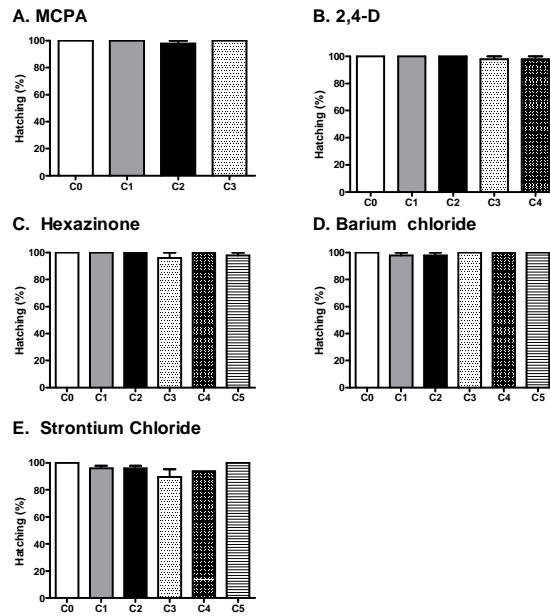 A. MCPA
Hatching (%)
100
80
60
40
20
0
C0 C1 C2 C3
B. 2,4-D
Hatching (%)
100
80
60
40
20
0
C0 C1 C2 C3 C4
C. Hexazinone
Hatching (%)
100
80
60
40
20
0
C0 C1 C2 C3 C4 C5
D. Barium chloride
Hatching (%)
100
80
60
40
20
0
C0 C1 C2 C3 C4 C5
E. Strontium Chloride
Hatching (%)
100
80
60
40
20
0
C0 C1 C2 C3 C4 C5